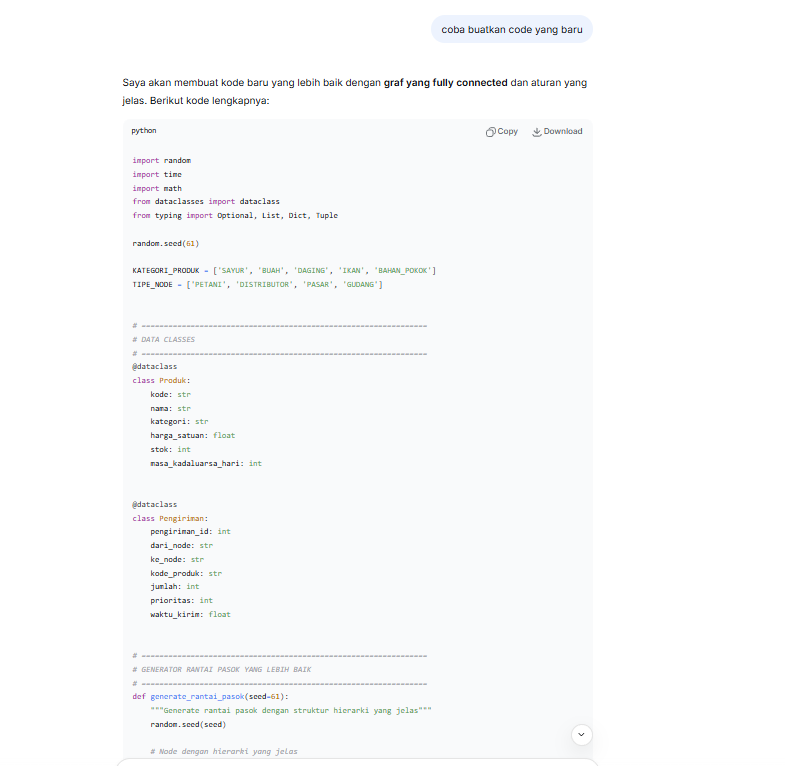 coba buatkan code yang baru
Saya akan membuat kode baru yang lebih baik dengan graf yang fully connected dan aturan yang
jelas. Berikut kode lengkapnya:
python
Copy
Download
import random
import time
import math
from dataclasses import dataclass
from typing import Optional, List, Dict, Tuple
random.seed(61)
KATEGORI_PRODUK = ['SAYUR', 'BUAH', 'DAGING', 'IKAN', 'BAHAN_POKOK']
TIPE_NODE = ['PETANI', 'DISTRIBUTOR', 'PASAR', 'GUDANG']
# ================================================================
# DATA CLASSES
# ================================================================
@dataclass
class Produk:
    kode: str
    nama: str
    kategori: str
    harga_satuan: float
    stok: int
    masa_kadaluarsa_hari: int
@dataclass
class Pengiriman:
    pengiriman_id: int
    dari_node: str
    ke_node: str
    kode_produk: str
    jumlah: int
    prioritas: int
    waktu_kirim: float
# ================================================================
# GENERATOR RANTAI PASOK YANG LEBIH BAIK
# ================================================================
def generate_rantai_pasok(seed=61):
    """Generate rantai pasok dengan struktur hierarki yang jelas"""
    random.seed(seed)
    # Node dengan hierarki yang jelas